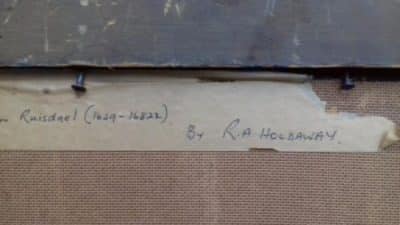 Ruisdael (1629-1682)
By R.A HOLDAWAY